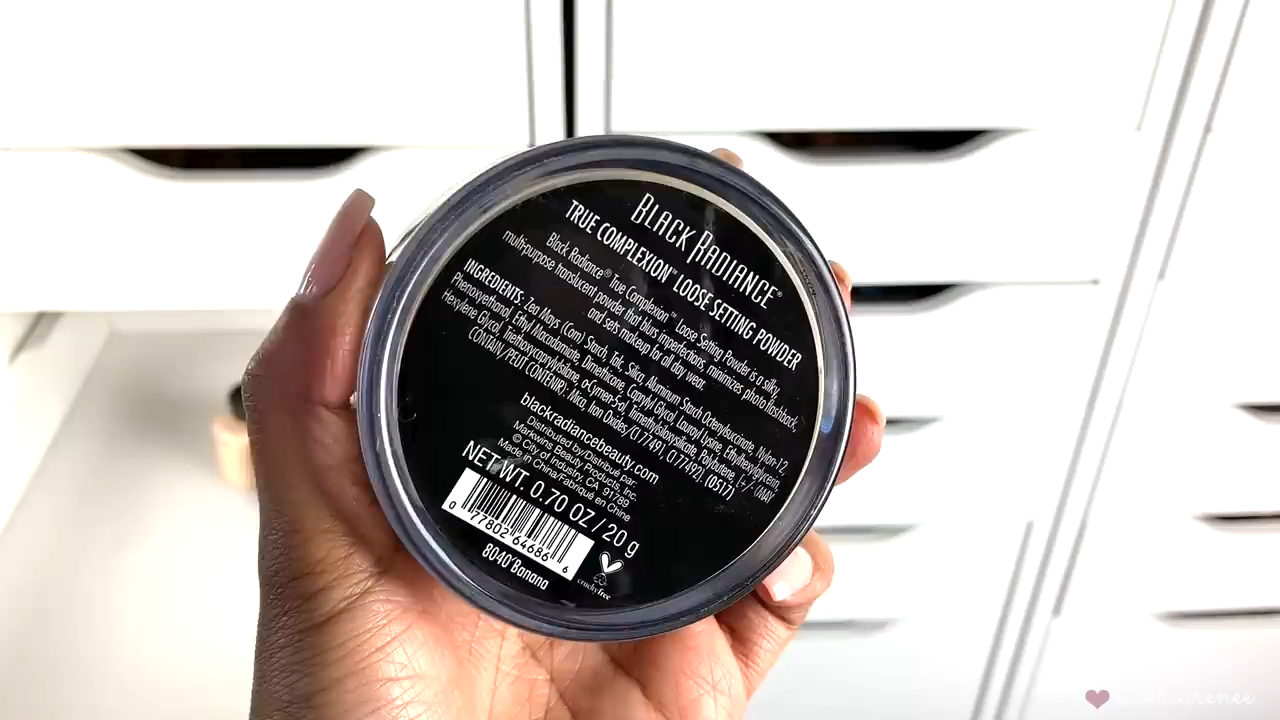 BLACK RADIANCE®
TRUE COMPLEXION™ LOOSE SETTING POWDER
Black Radiance® True Complexion™ Loose Setting Powder is a silky,
multi-purpose translucent powder that blurs imperfections, minimizes photo flashback,
and sets makeup for all day wear.
INGREDIENTS: Zea Mays (Corn) Starch, Talc, Silica, Aluminum Starch Octenylsuccinate, Nylon-12,
Phenoxyethanol, Ethyl Macadamiate, Dimethicone, Caprylyl Glycol, Lauroyl Lysine, Ethylhexylglycerin,
Hexylene Glycol, Triethoxycaprylylsilane, o-Cymen-5-ol, Trimethylsiloxysilicate, Polybutene, [+/- (MAY
CONTAIN/PEUT CONTENIR): Mica, Iron Oxides/ CI 77491, CI 77492]. (0517)
blackradiancebeauty.com
Distributed by/Distribué par:
Markwins Beauty Products, Inc.
© City of Industry, CA 91789
Made in China/Fabriqué en Chine
NET WT. 0.70 OZ / 20 g
0 77802 64686 6
8040 Banana
cruelty free